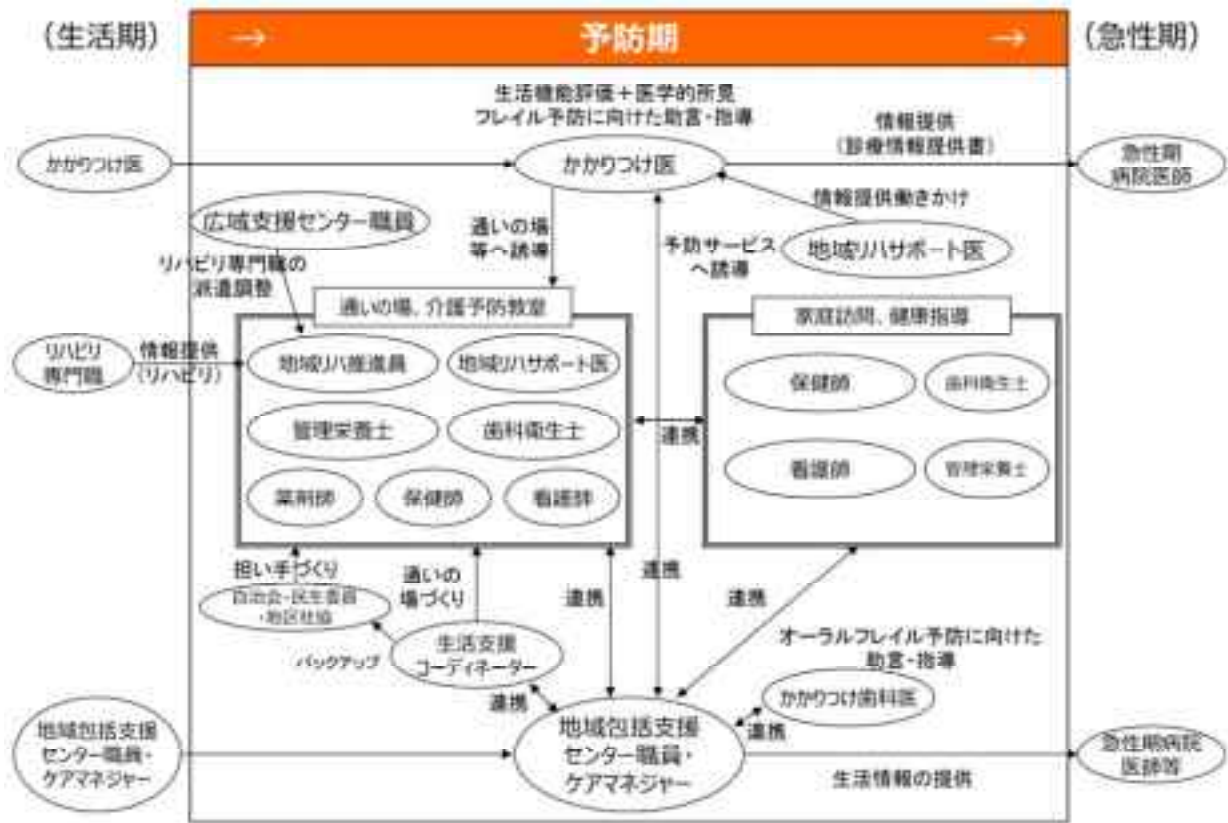 (生活期)
→ 予防期 →
(急性期)
生活機能評価+医学的所見
フレイル予防に向けた助言・指導
情報提供
(診療情報提供書)
かかりつけ医
かかりつけ医
急性期
病院医師
情報提供働きかけ
広域支援センター職員
通いの場
等へ誘導
予防サービス
へ誘導
地域リハサポート医
リハビリ専門職の
派遣調整
通いの場、介護予防教室
家庭訪問、健康指導
リハビリ
専門職
情報提供
(リハビリ)
地域リハ推進員
地域リハサポート医
保健師
歯科衛生士
管理栄養士
歯科衛生士
連携
看護師
管理栄養士
薬剤師
保健師
看護師
担い手づくり
通いの
場づくり
連携
連携
連携
自治会・民生委員
・地区社協
バックアップ
生活支援
コーディネーター
オーラルフレイル予防に向けた
助言・指導
連携
かかりつけ歯科医
連携
地域包括支援
センター職員・
ケアマネジャー
地域包括支援
センター職員・
ケアマネジャー
生活情報の提供
急性期病院
医師等